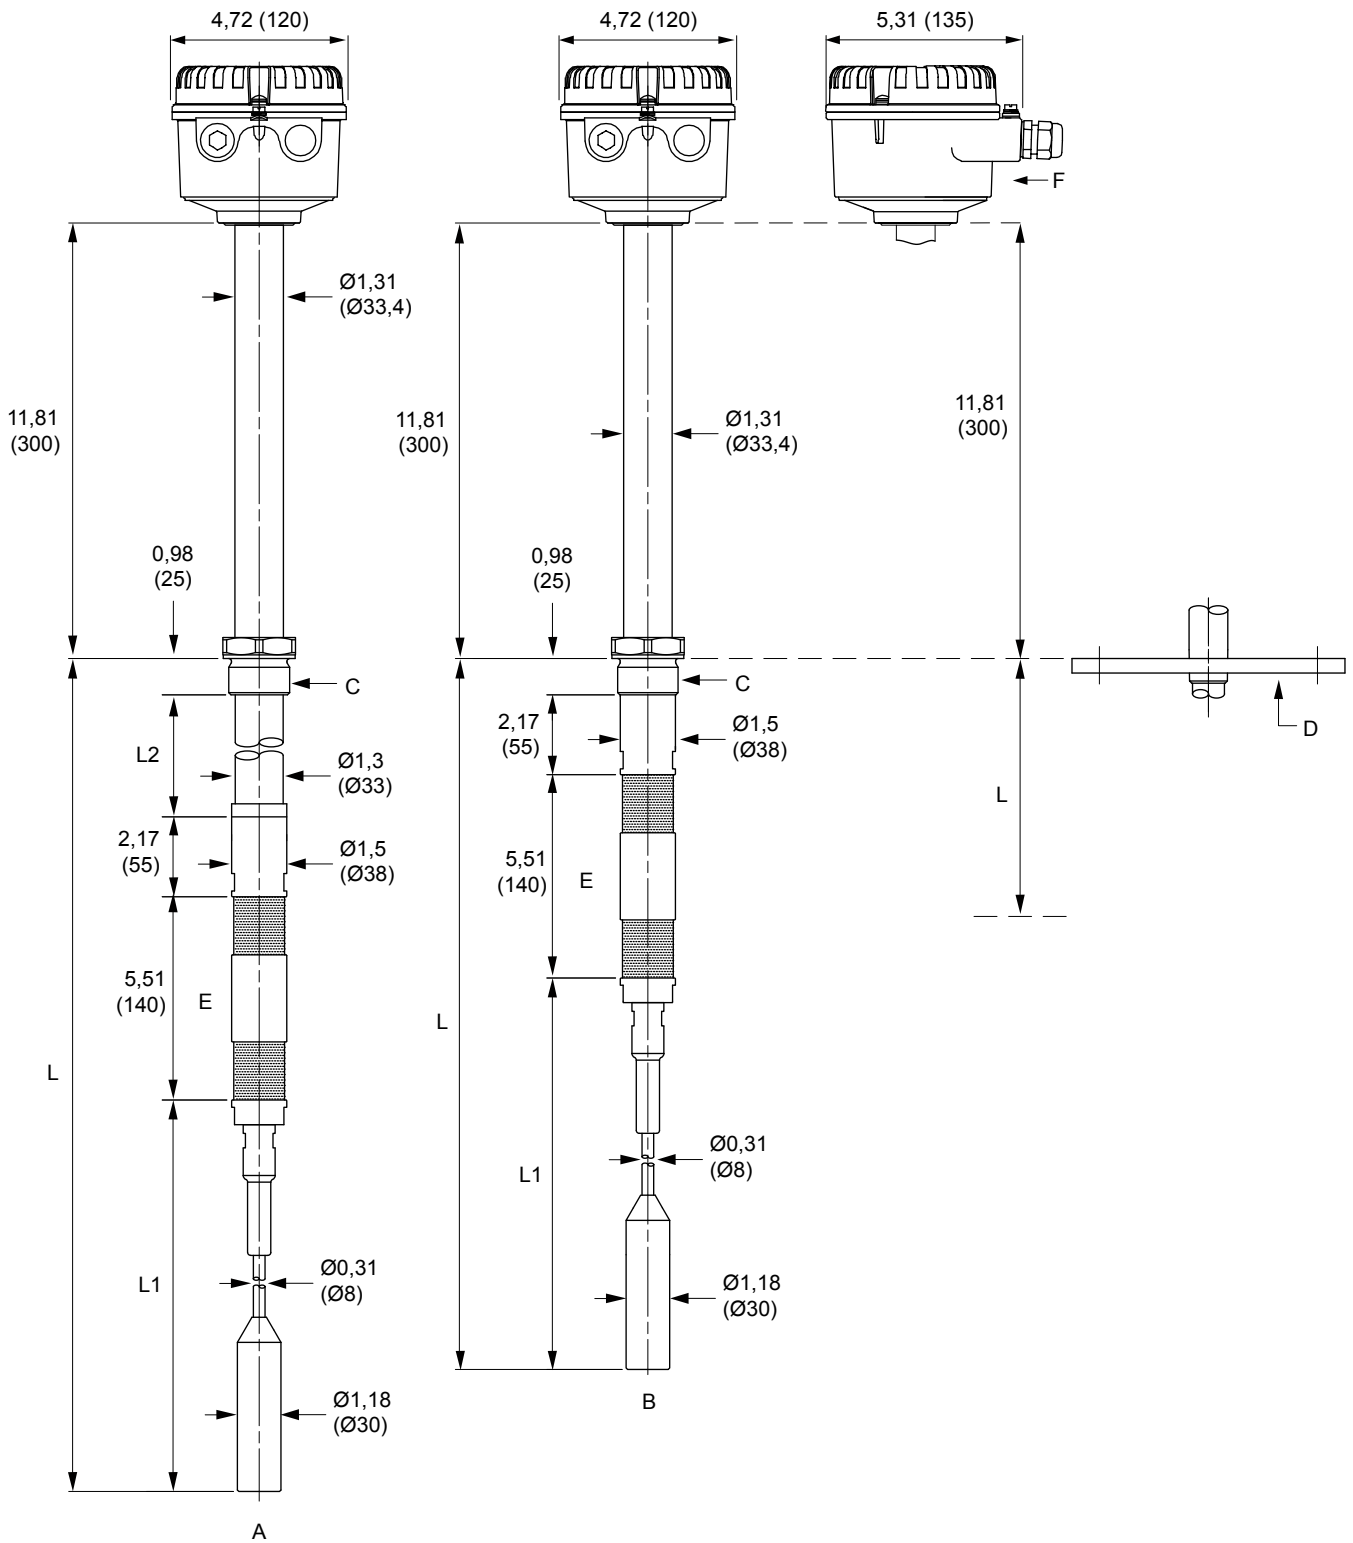 4,72 (120)
4,72 (120)
5,31 (135)
F
Ø1,31
(Ø33,4)
11,81
(300)
11,81
(300)
Ø1,31
(Ø33,4)
11,81
(300)
0,98
(25)
0,98
(25)
C
C
D
L2
Ø1,3
(Ø33)
2,17
(55)
Ø1,5
(Ø38)
L
2,17
(55)
Ø1,5
(Ø38)
5,51
(140)
E
5,51
(140)
E
L
L
L1
Ø0,31
(Ø8)
L1
Ø0,31
(Ø8)
Ø1,18
(Ø30)
Ø1,18
(Ø30)
B
A